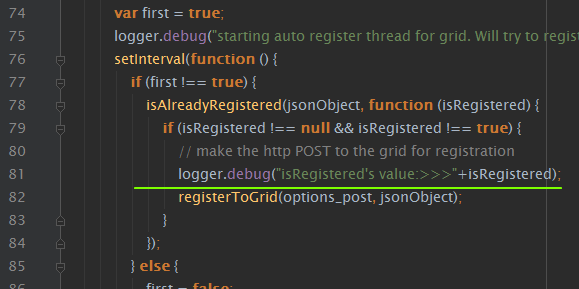 74 var first = true;
75 logger.debug("starting auto register thread for grid. Will try to regist
76 setInterval(function () {
77 if (first !== true) {
78 isAlreadyRegistered(jsonObject, function (isRegistered) {
79 if (isRegistered !== null && isRegistered !== true) {
80 // make the http POST to the grid for registration
81 logger.debug("isRegistered's value:>>>"+isRegistered);
82 registerToGrid(options_post, jsonObject);
83 }
84 });
85 } else {
86 first = false;